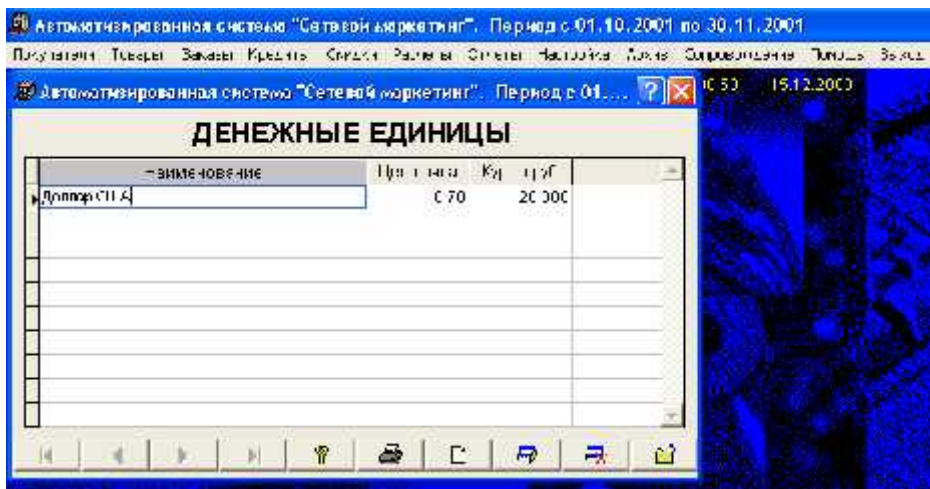 Автоматизированная система "Сетевой маркетинг". Период с 01.10.2001 по 30.11.2001
Покупатели Товары Заказы Кредиты Скидки Расчеты Отчеты Настройка Архив Сопровождение Помощь Выход
Автоматизированная система "Сетевой маркетинг". Период с 01....
15.12.2003
ДЕНЕЖНЫЕ ЕДИНИЦЫ
Наименование
Доллар США 0.70